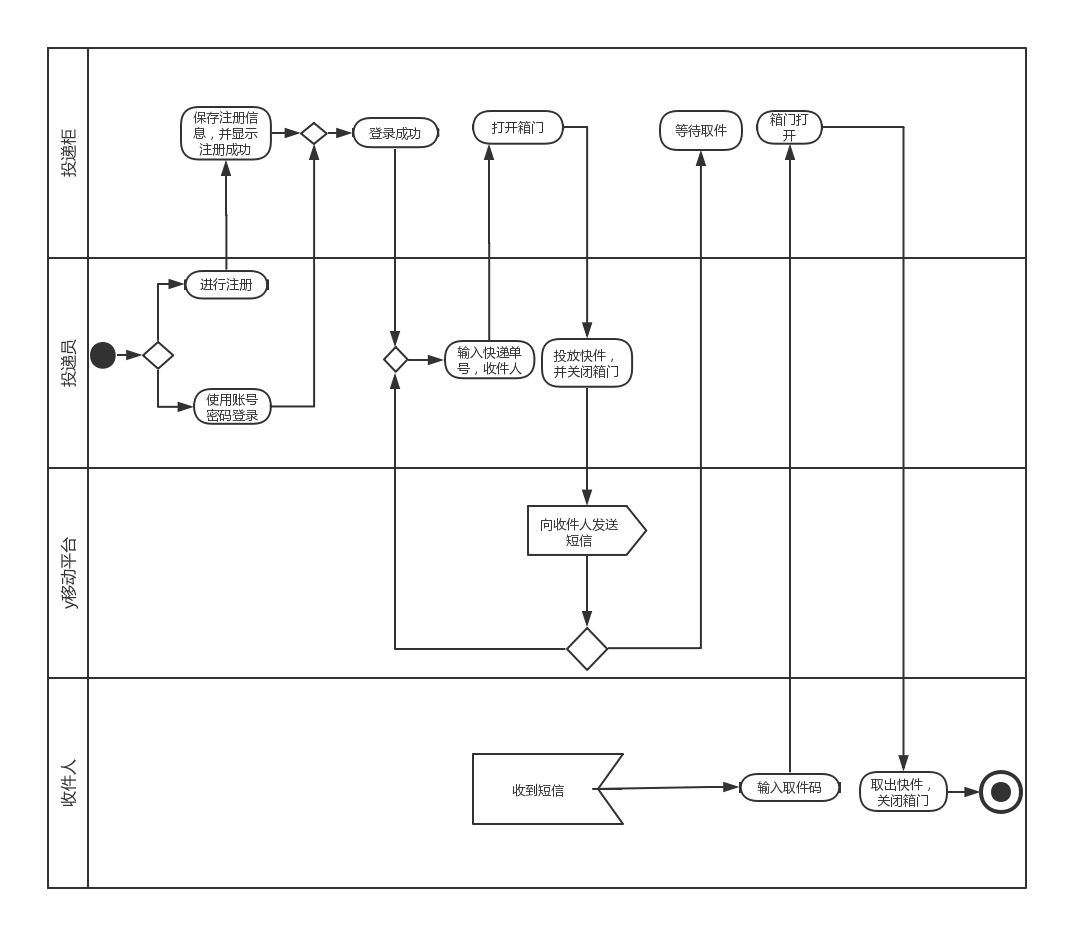 投递柜
保存注册信
息，并显示
注册成功
登录成功
打开箱门
等待取件
箱门打
开
投递员
进行注册
使用账号
密码登录
输入快递单
号，收件人
投放快件，
并关闭箱门
y移动平台
向收件人发送
短信
收件人
收到短信
输入取件码
取出快件，
关闭箱门